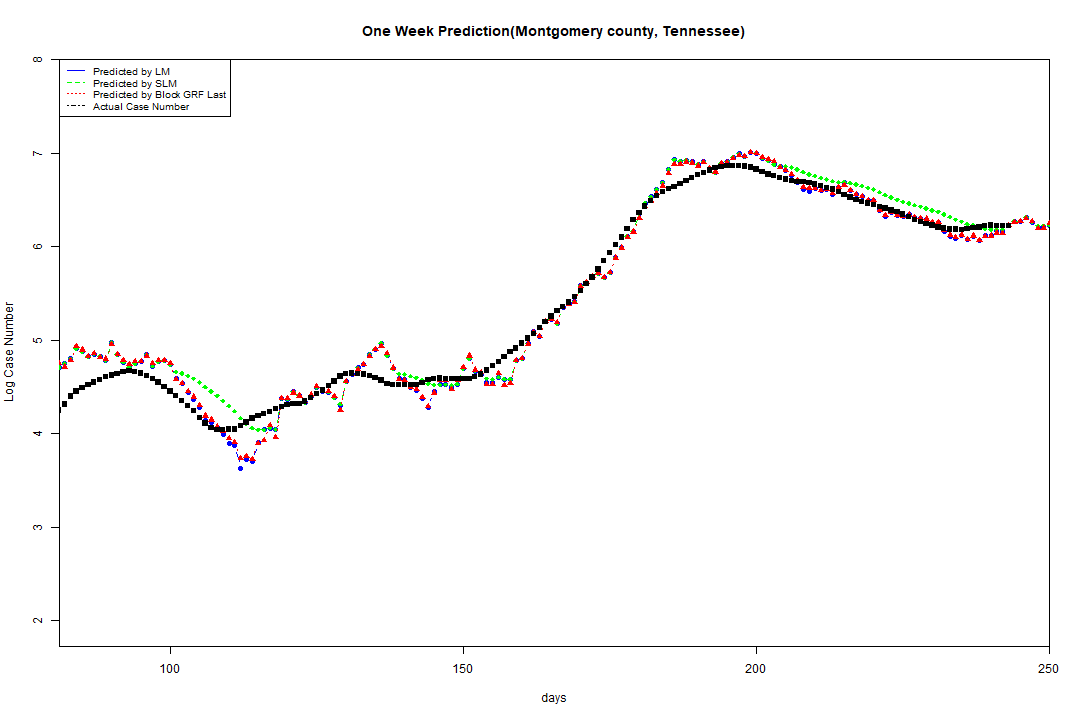 One Week Prediction(Montgomery county, Tennessee)
Predicted by LM
Predicted by SLM
Predicted by Block GRF Last
Actual Case Number
8
7
6
5
4
3
2
Log Case Number
100 150 200 250
days